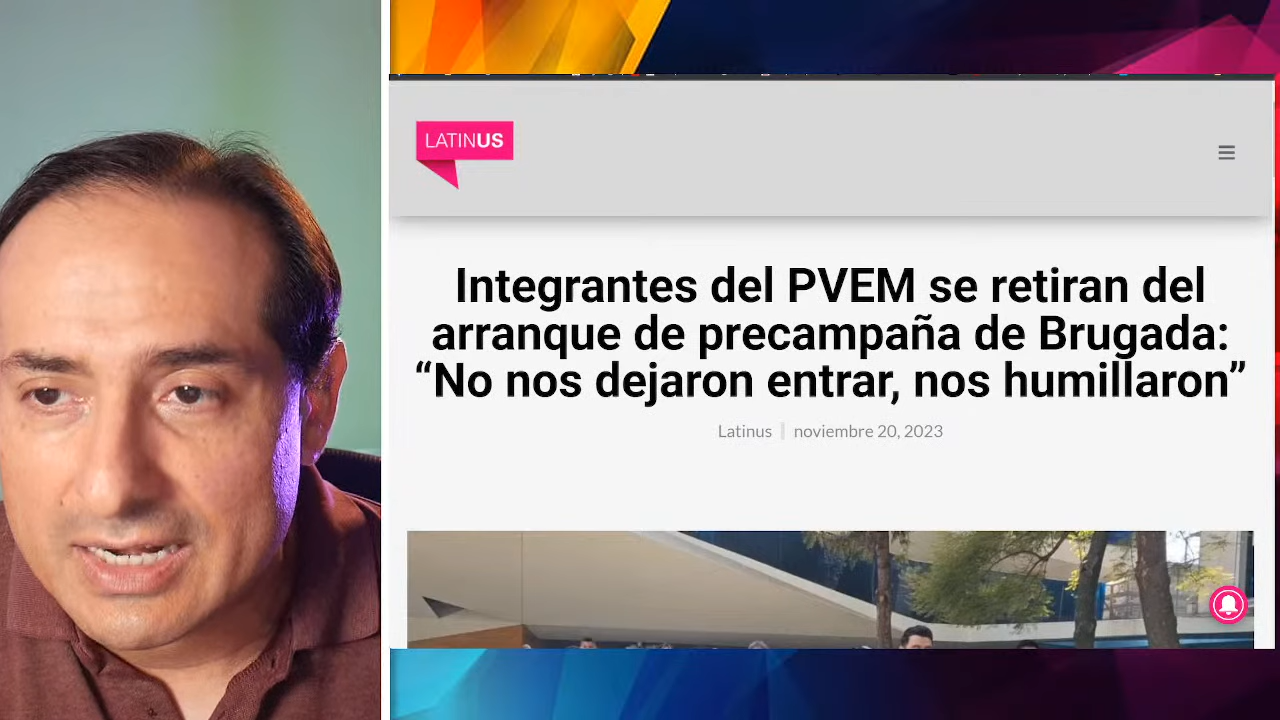 LATINUS
Integrantes del PVEM se retiran del
arranque de precampaña de Brugada:
“No nos dejaron entrar, nos humillaron”
Latinus | noviembre 20, 2023